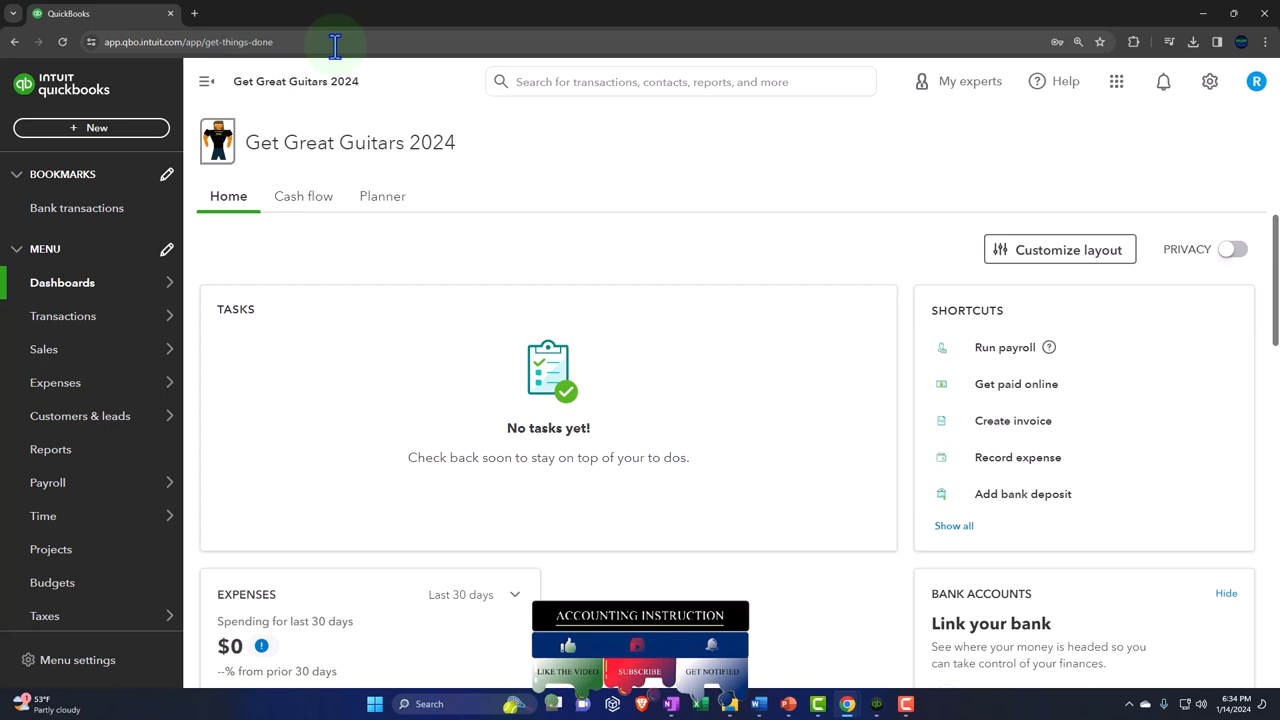 QuickBooks
app.qbo.intuit.com/app/get-things-done
INTUIT
quickbooks
Get Great Guitars 2024
Search for transactions, contacts, reports, and more
My experts
Help
R
+ New
Get Great Guitars 2024
BOOKMARKS
Bank transactions
MENU
Dashboards
Transactions
Sales
Expenses
Customers & leads
Reports
Payroll
Time
Projects
Budgets
Taxes
Menu settings
Home
Cash flow
Planner
Customize layout
PRIVACY
TASKS
No tasks yet!
Check back soon to stay on top of your to dos.
SHORTCUTS
Run payroll
Get paid online
Create invoice
Record expense
Add bank deposit
Show all
EXPENSES
Last 30 days
Spending for last 30 days
$0
--% from prior 30 days
ACCOUNTING INSTRUCTION
LIKE THE VIDEO
SUBSCRIBE
GET NOTIFIED
BANK ACCOUNTS
Hide
Link your bank
See where your money is headed so you
can take control of your finances.
53°F
Partly cloudy
Search
6:34 PM
1/14/2024